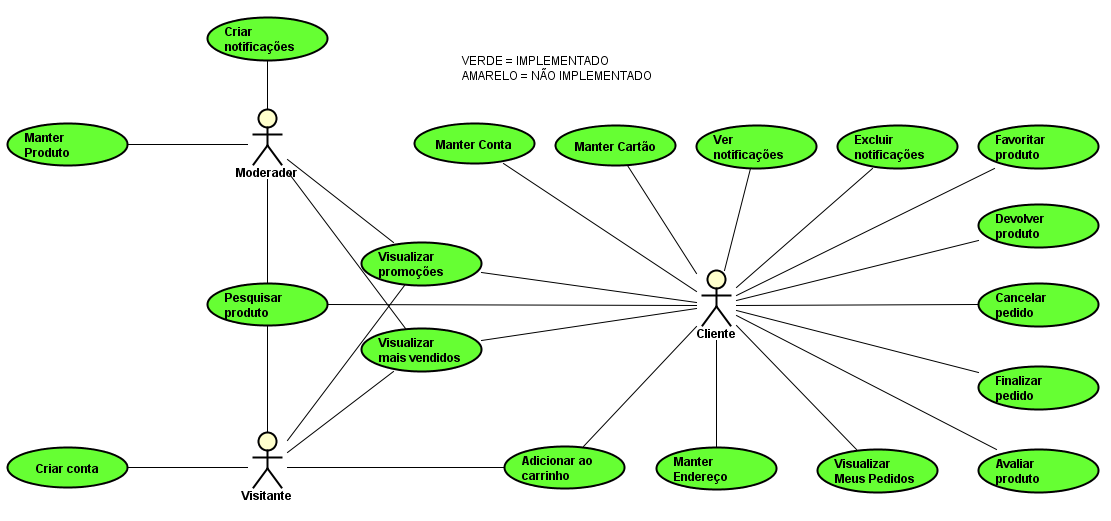 Criar
notificações
VERDE = IMPLEMENTADO
AMARELO = NÃO IMPLEMENTADO
Manter
Produto
Moderador
Manter Conta
Manter Cartão
Ver
notificações
Excluir
notificações
Favoritar
produto
Devolver
produto
Visualizar
promoções
Pesquisar
produto
Cancelar
pedido
Cliente
Visualizar
mais vendidos
Finalizar
pedido
Criar conta
Visitante
Adicionar ao
carrinho
Manter
Endereço
Visualizar
Meus Pedidos
Avaliar
produto